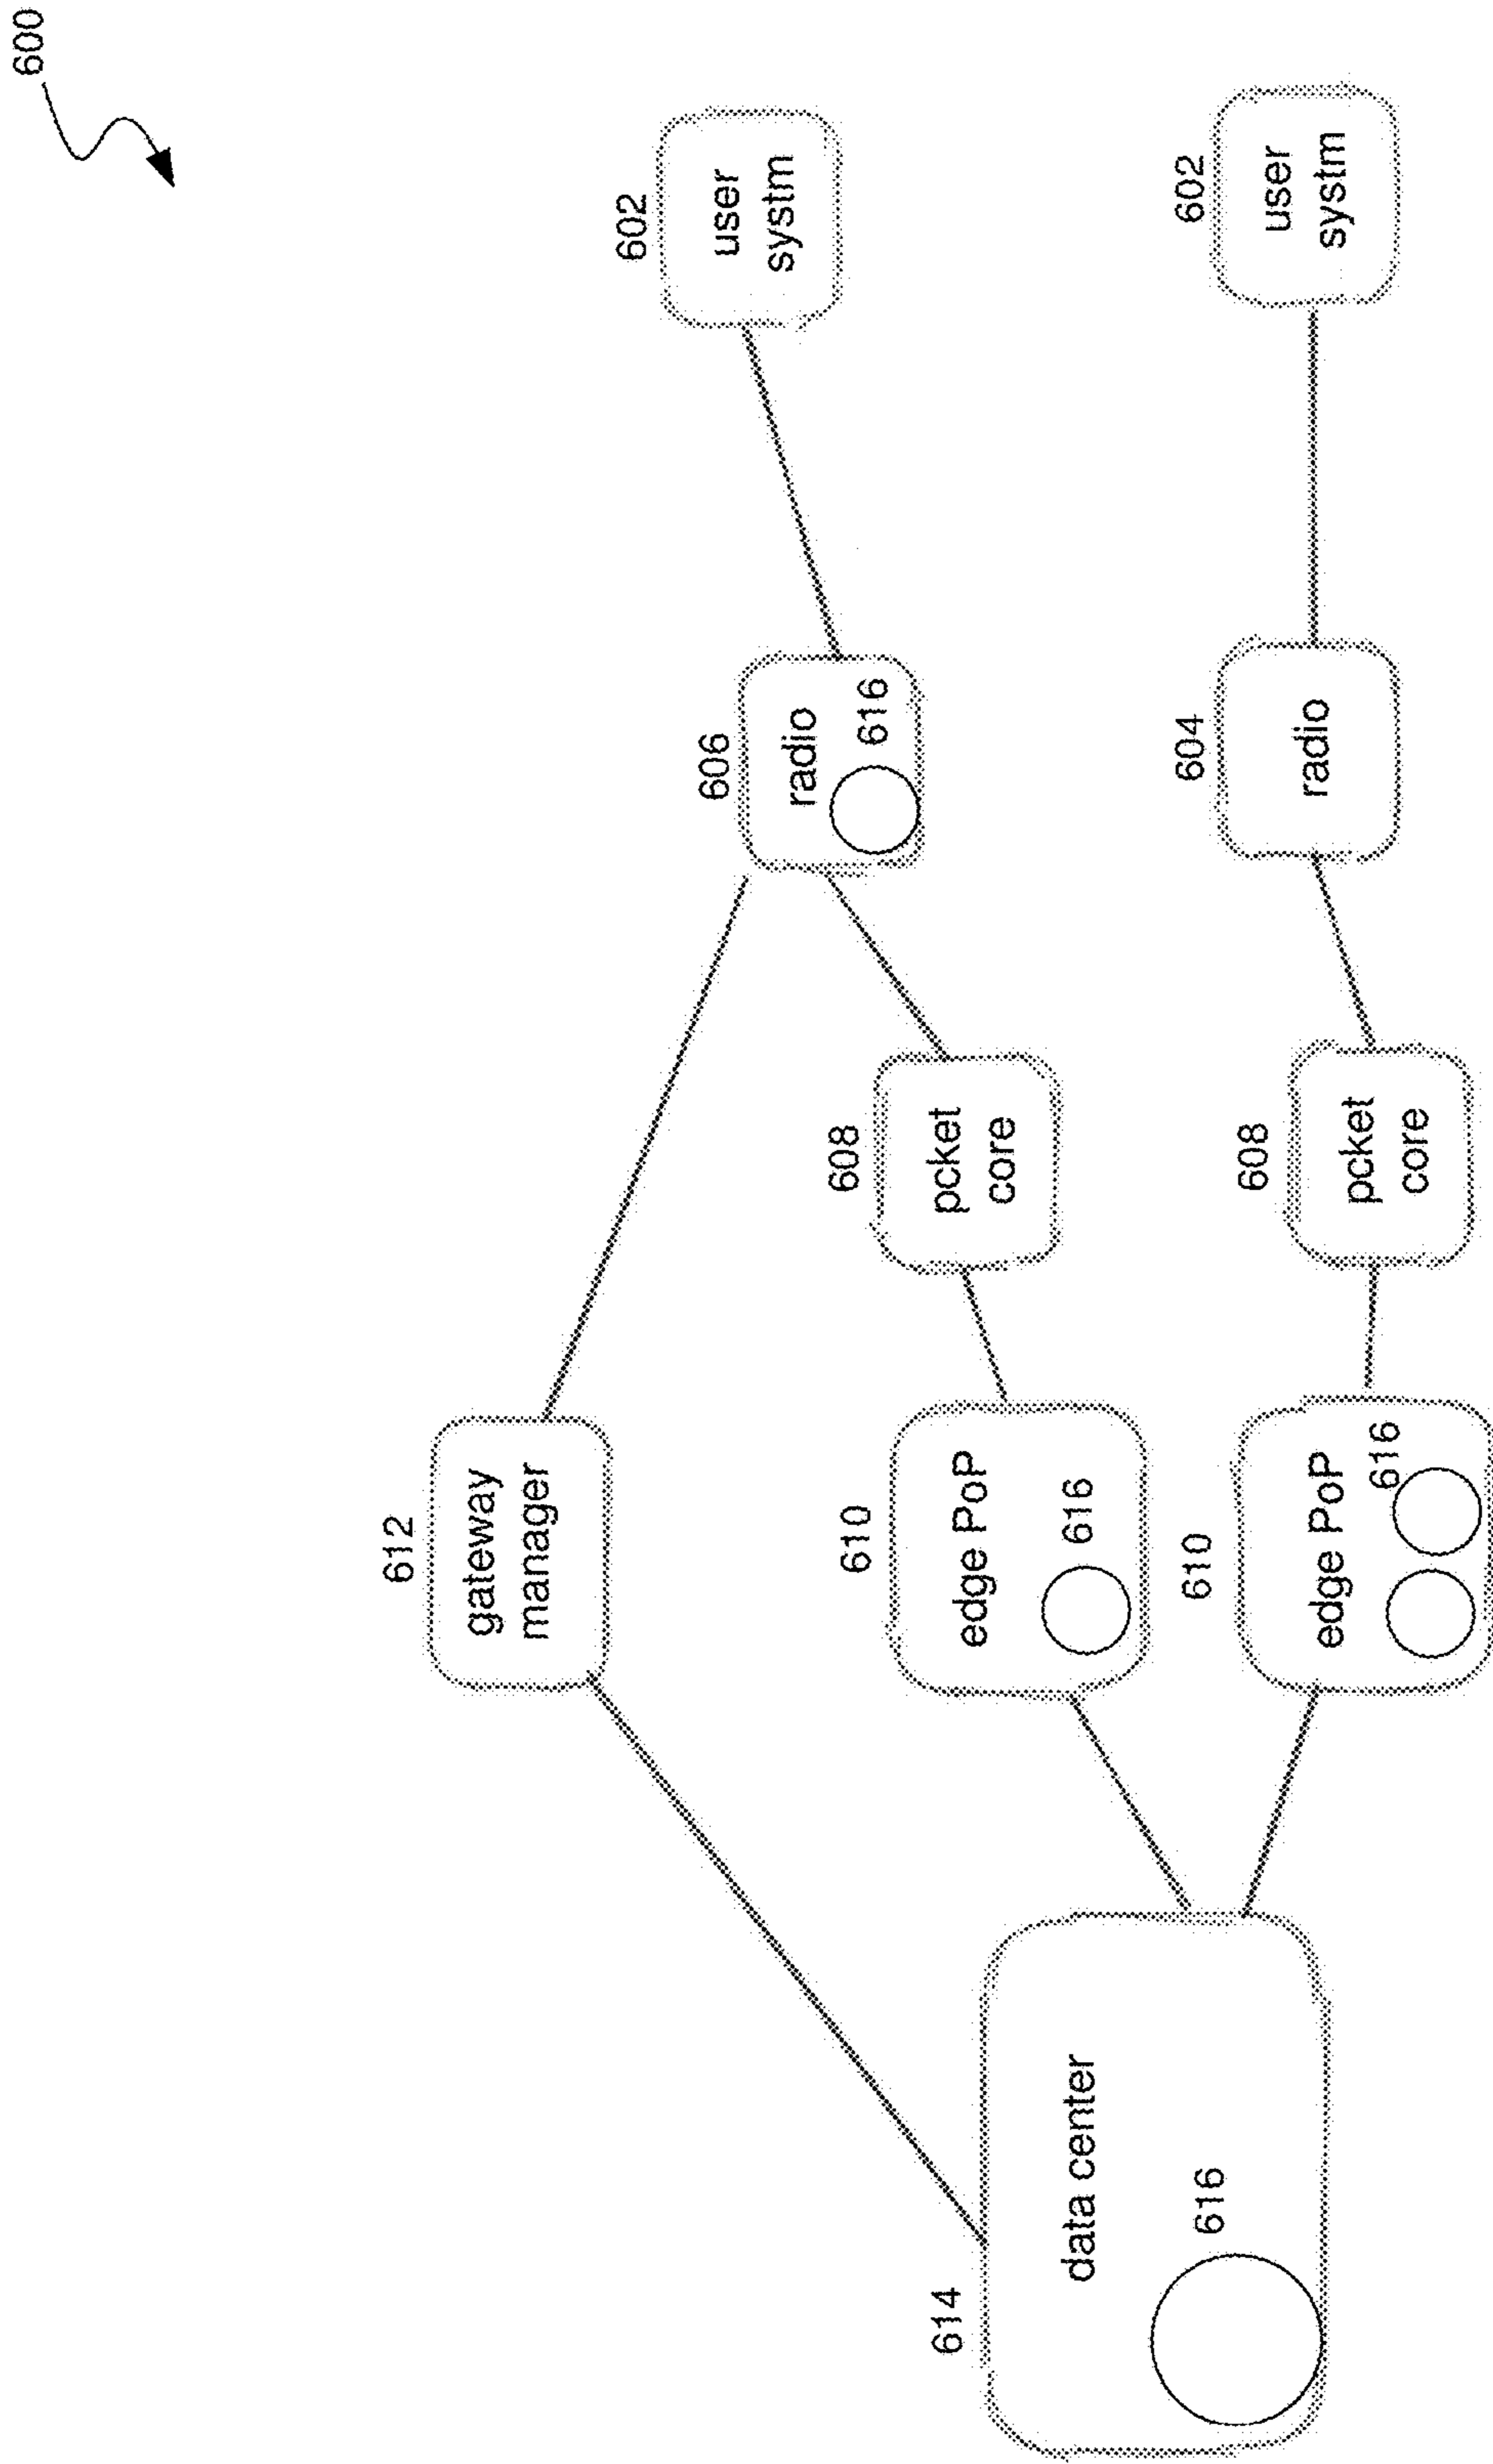 600
602
user
systm
606
radio
616
612
gateway
manager
608
pcket
core
610
edge PoP
616
614
data center
616
602
user
systm
604
radio
608
pcket
core
610
edge PoP
616